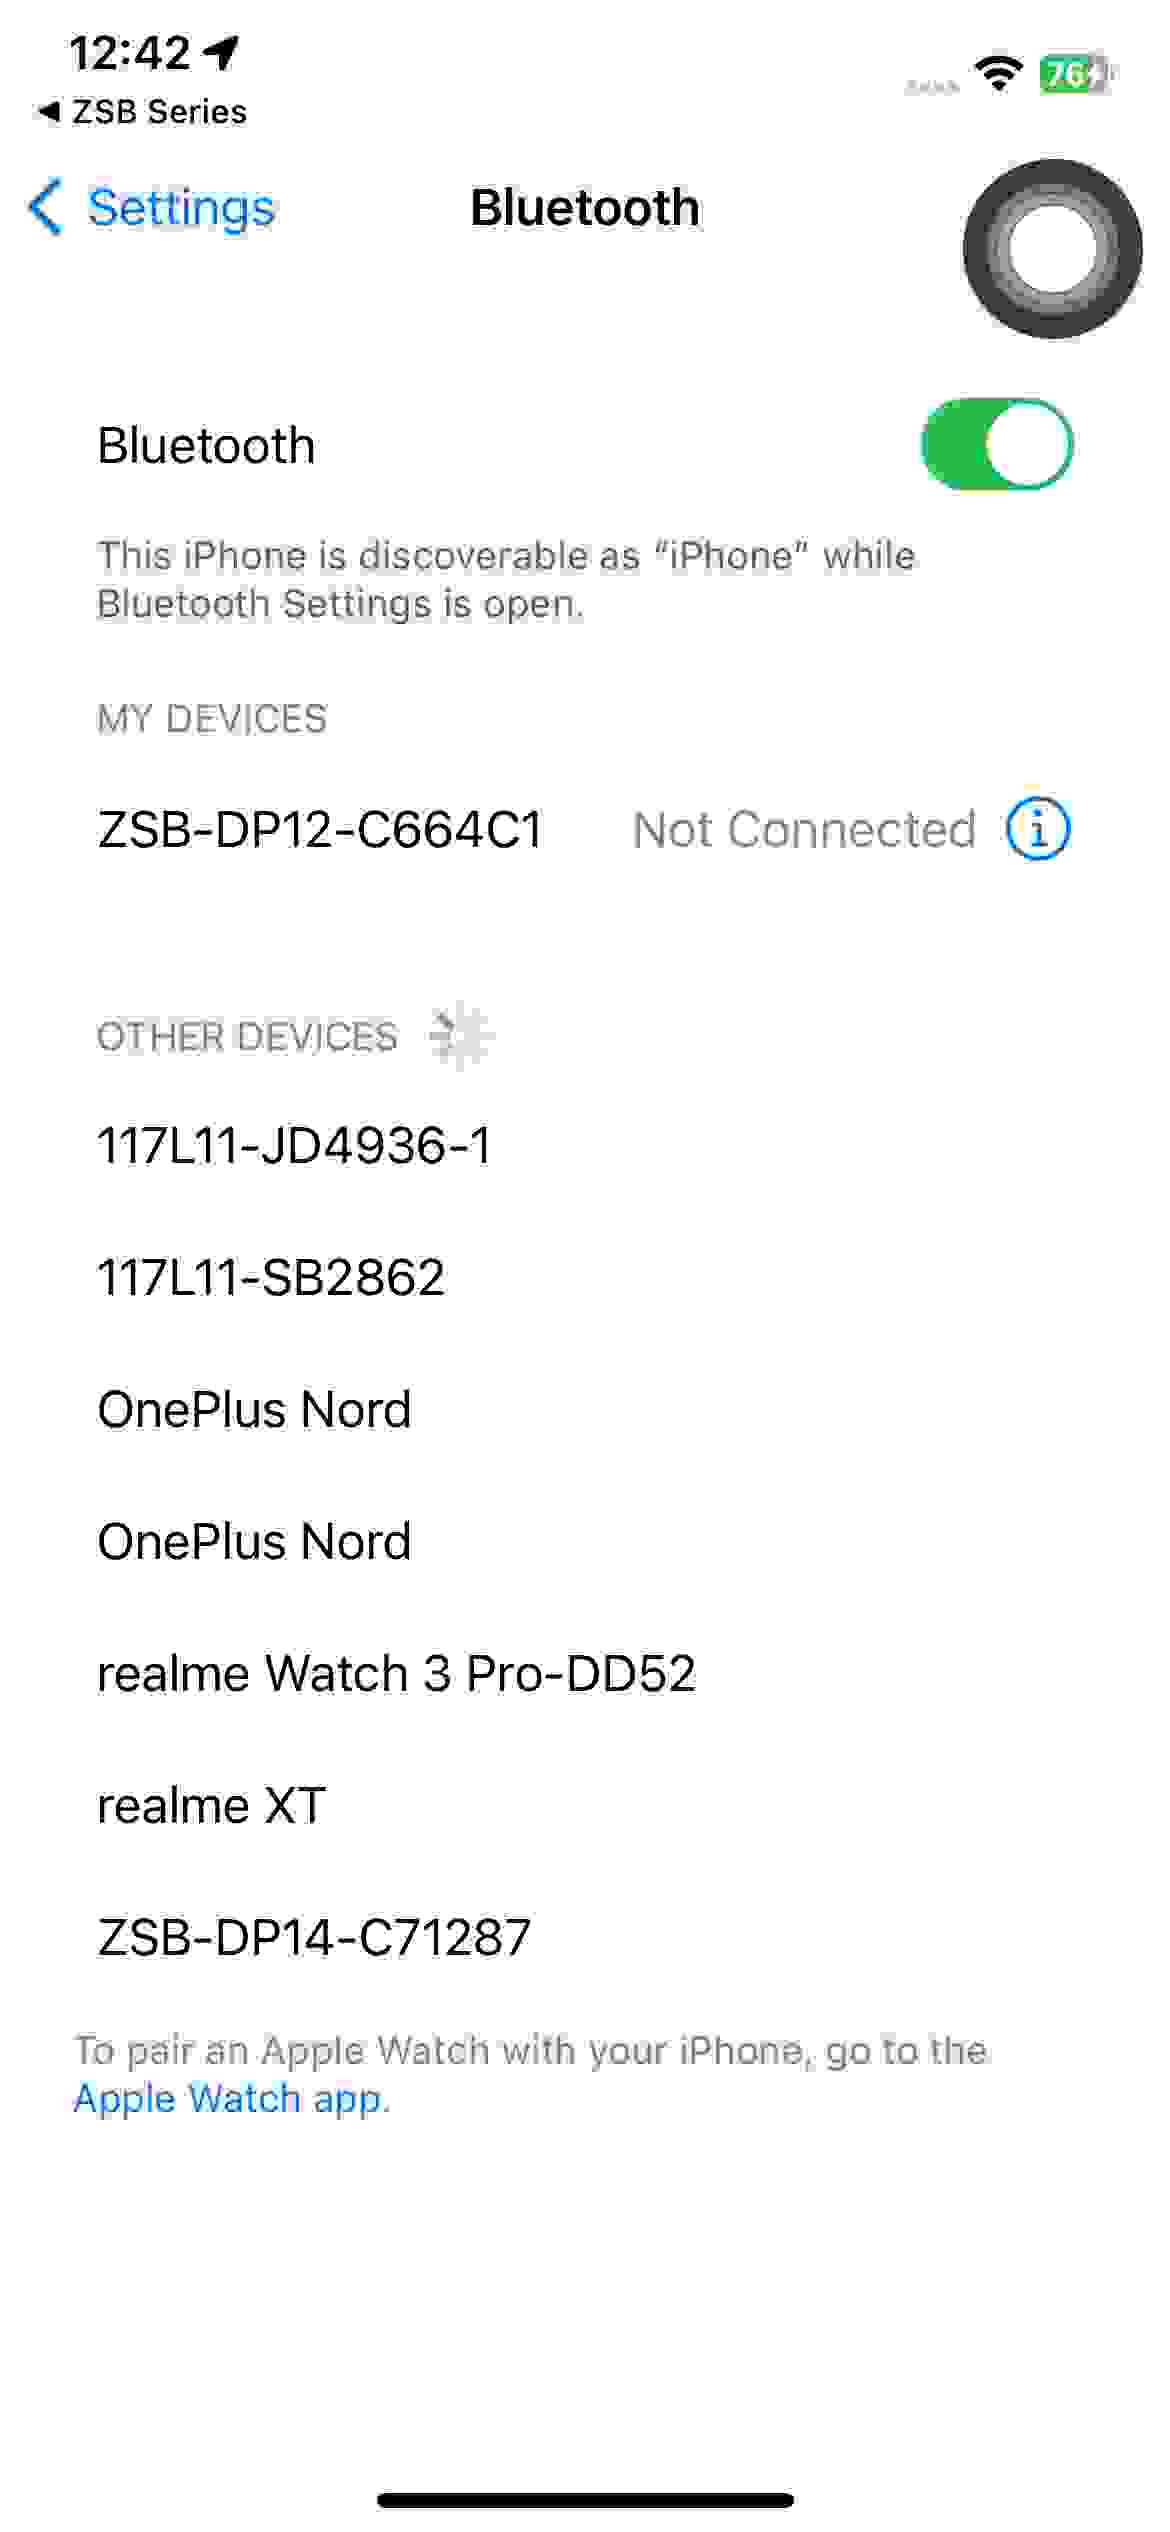 12:42
76
◀ ZSB Series
Settings
Bluetooth
Bluetooth
This iPhone is discoverable as “iPhone” while
Bluetooth Settings is open.
MY DEVICES
ZSB-DP12-C664C1 Not Connected
OTHER DEVICES
117L11-JD4936-1
117L11-SB2862
OnePlus Nord
OnePlus Nord
realme Watch 3 Pro-DD52
realme XT
ZSB-DP14-C71287
To pair an Apple Watch with your iPhone, go to the
Apple Watch app.